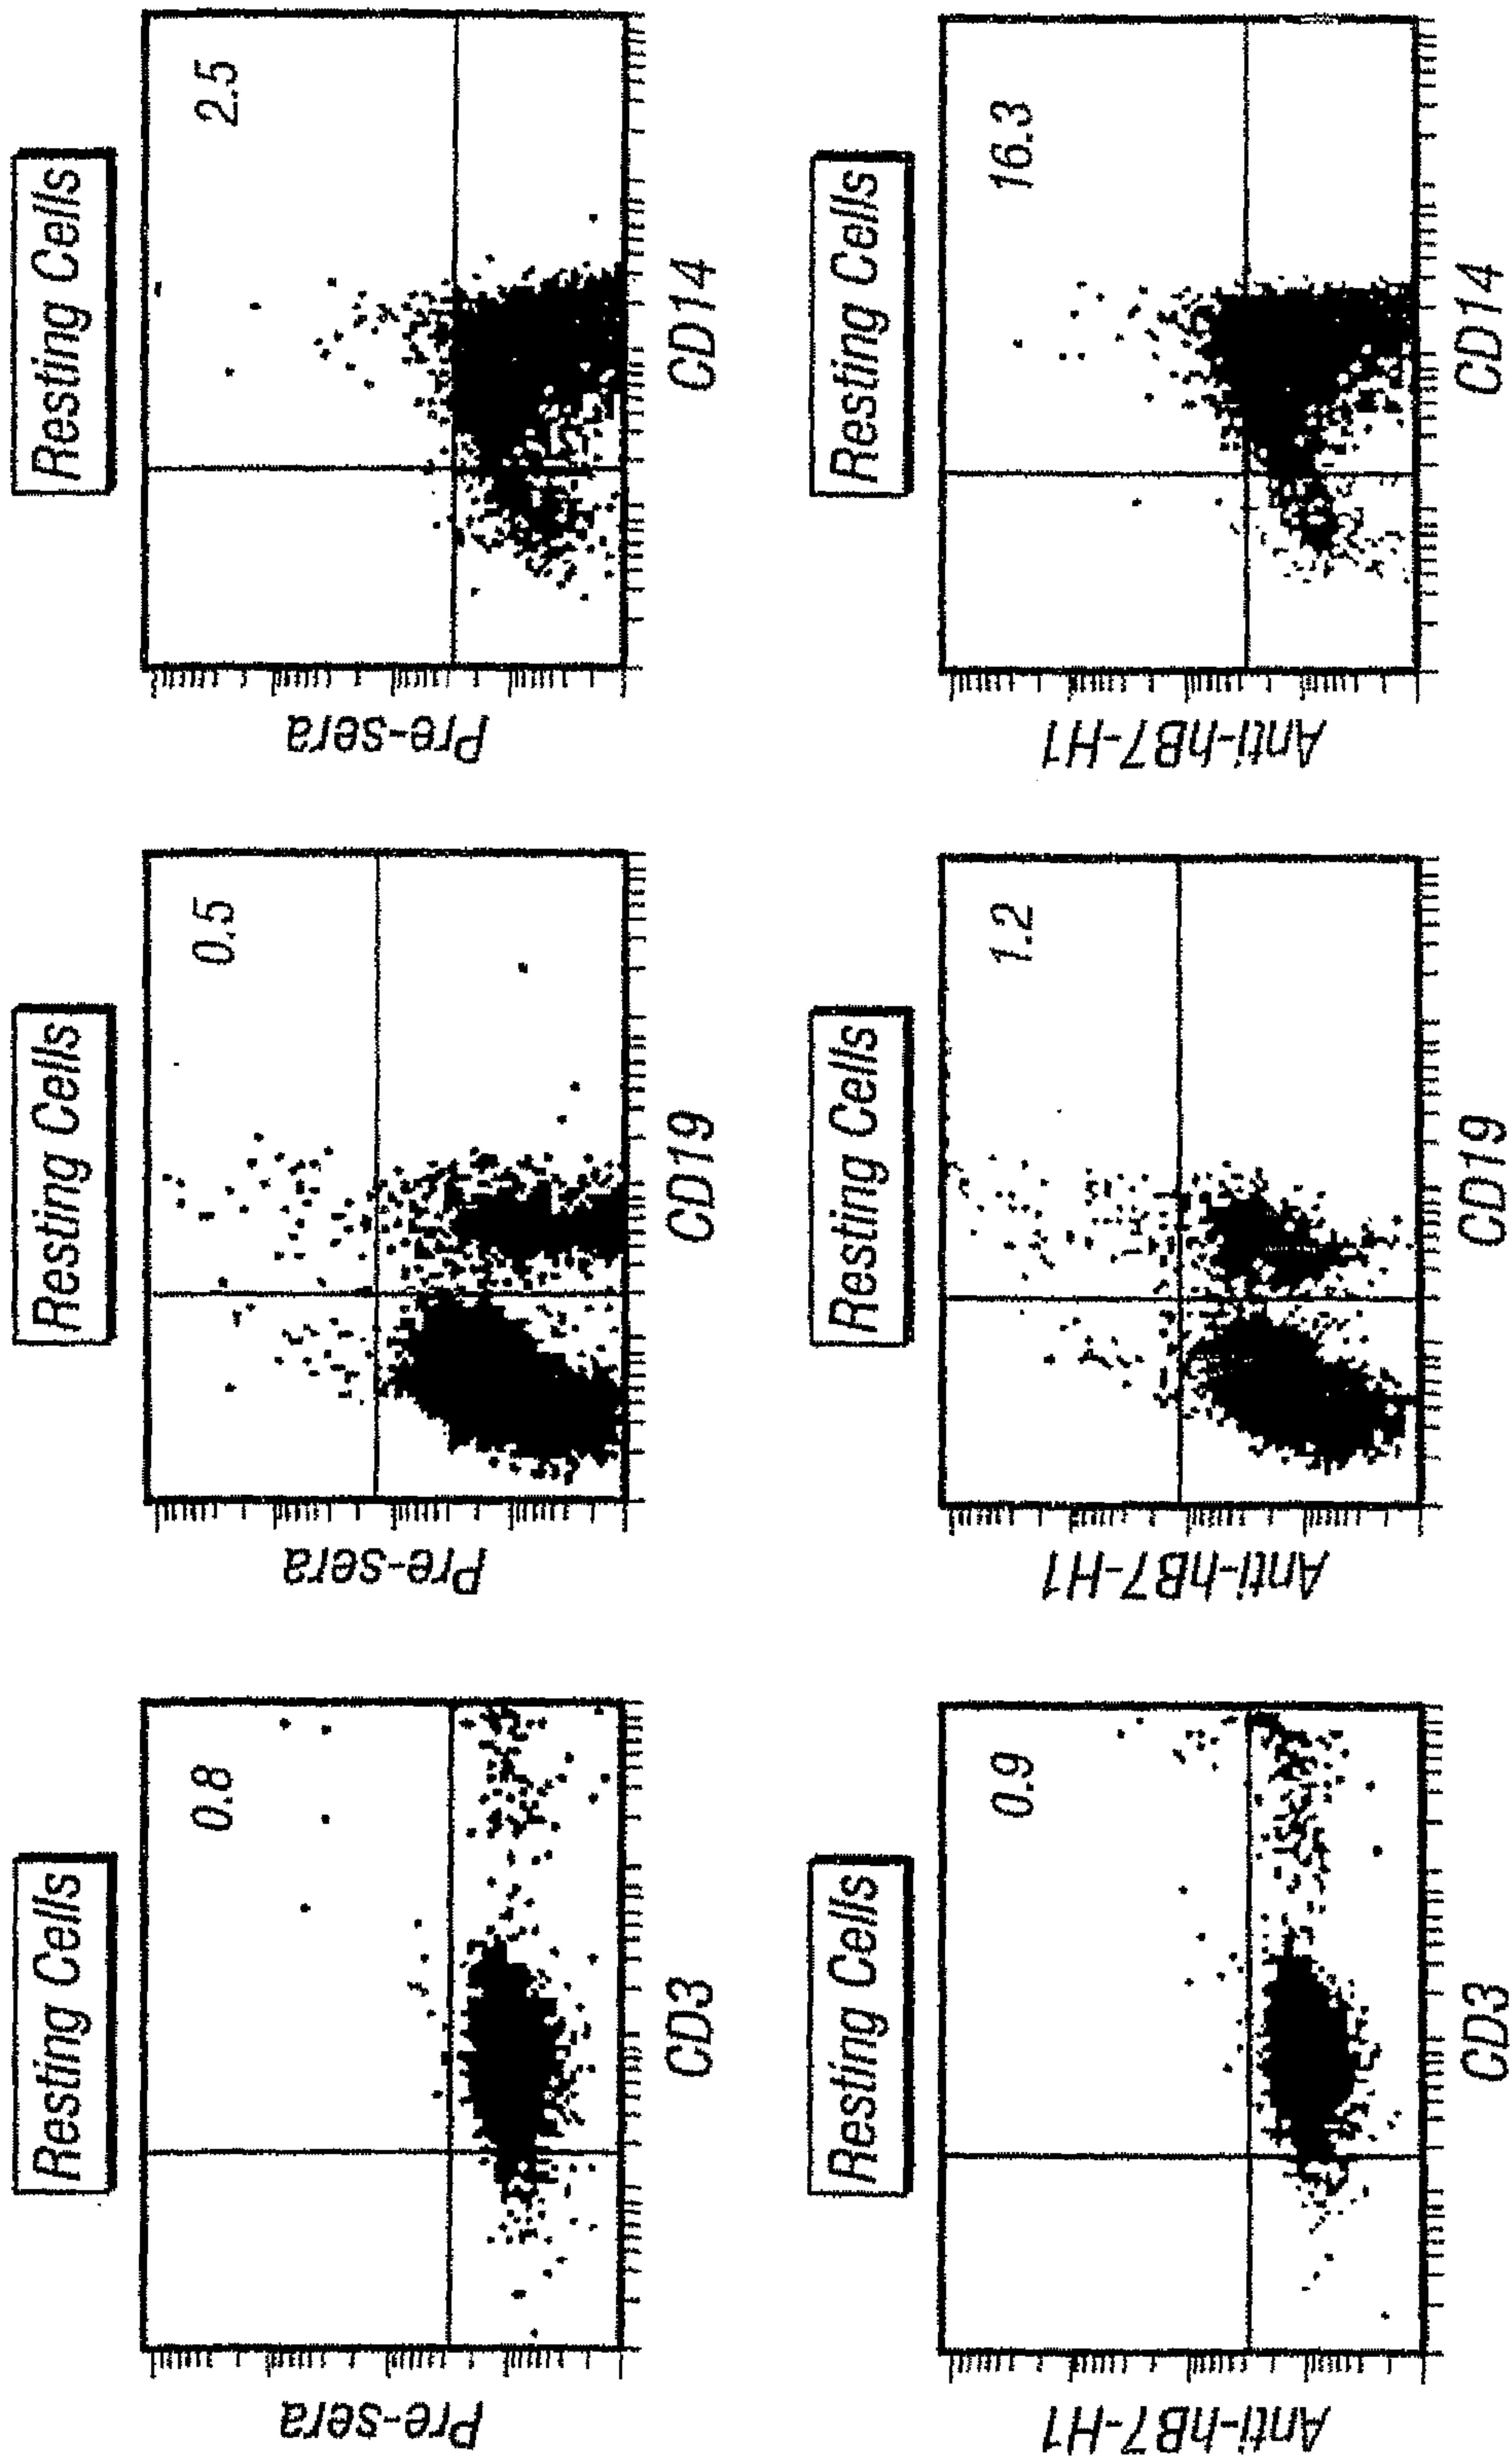 Resting Cells
0.8
Pre-sera
CD3
Resting Cells
0.5
Pre-sera
CD19
Resting Cells
2.5
Pre-sera
CD14
Resting Cells
0.9
Anti-hB7-H1
CD3
Resting Cells
1.2
Anti-hB7-H1
CD19
Resting Cells
16.3
Anti-hB7-H1
CD14